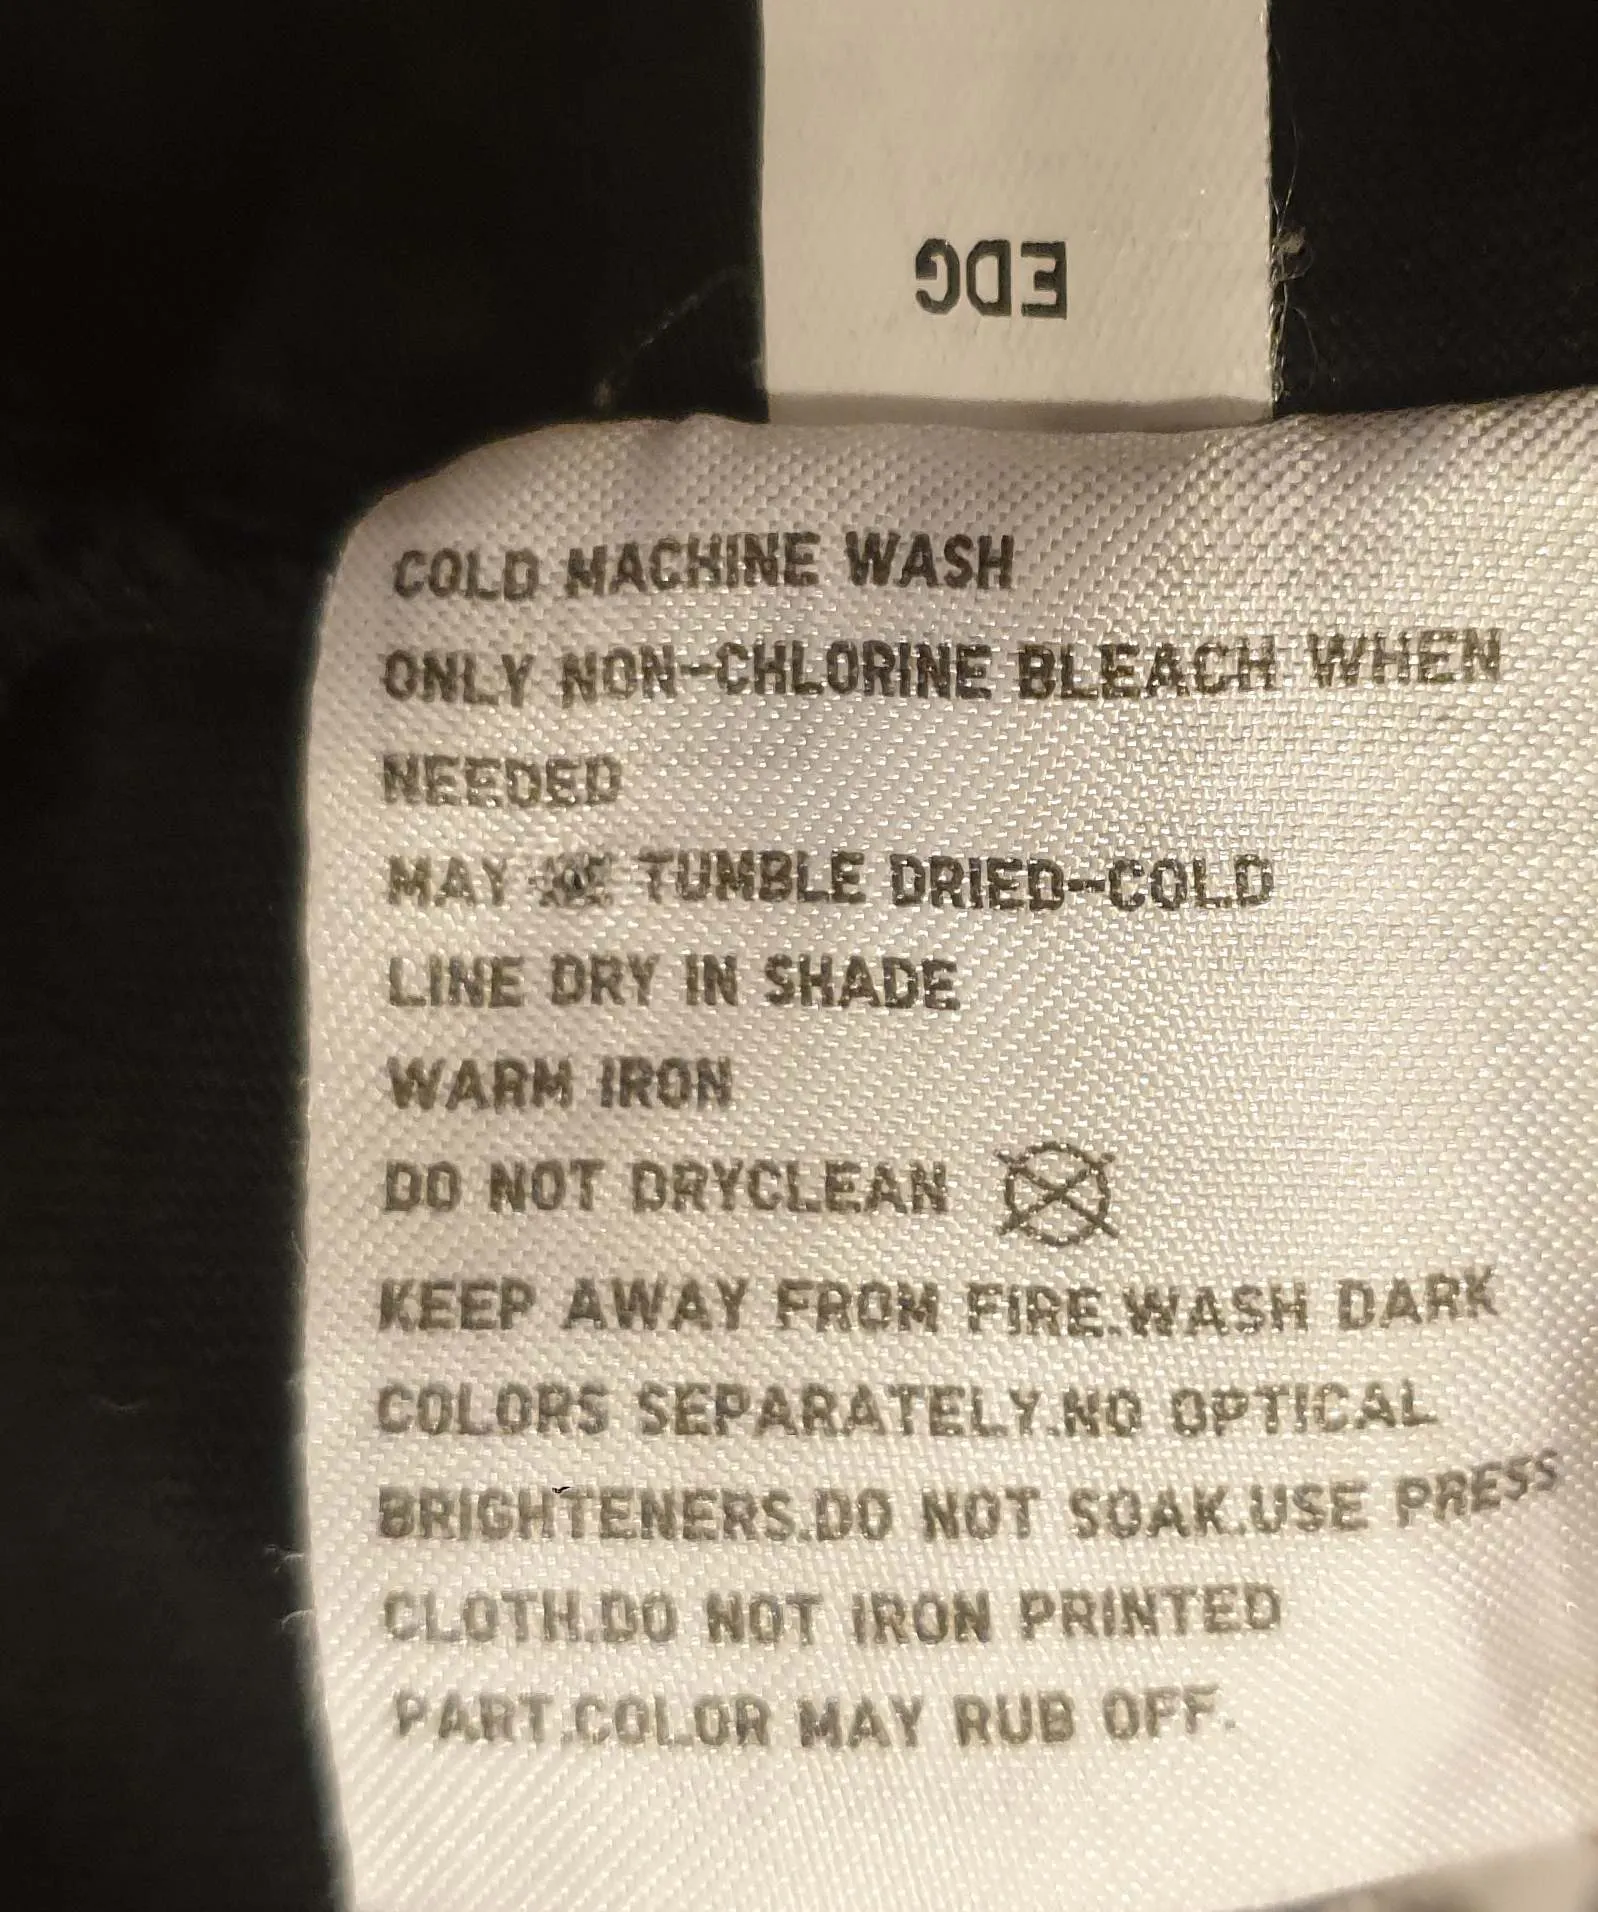 EDG
COLD MACHINE WASH
ONLY NON-CHLORINE BLEACH WHEN
NEEDED
MAY BE TUMBLE DRIED-COLD
LINE DRY IN SHADE
WARM IRON
DO NOT DRYCLEAN
KEEP AWAY FROM FIRE.WASH DARK
COLORS SEPARATELY.NO OPTICAL
BRIGHTENERS.DO NOT SOAK.USE PRESS
CLOTH.DO NOT IRON PRINTED
PART.COLOR MAY RUB OFF.